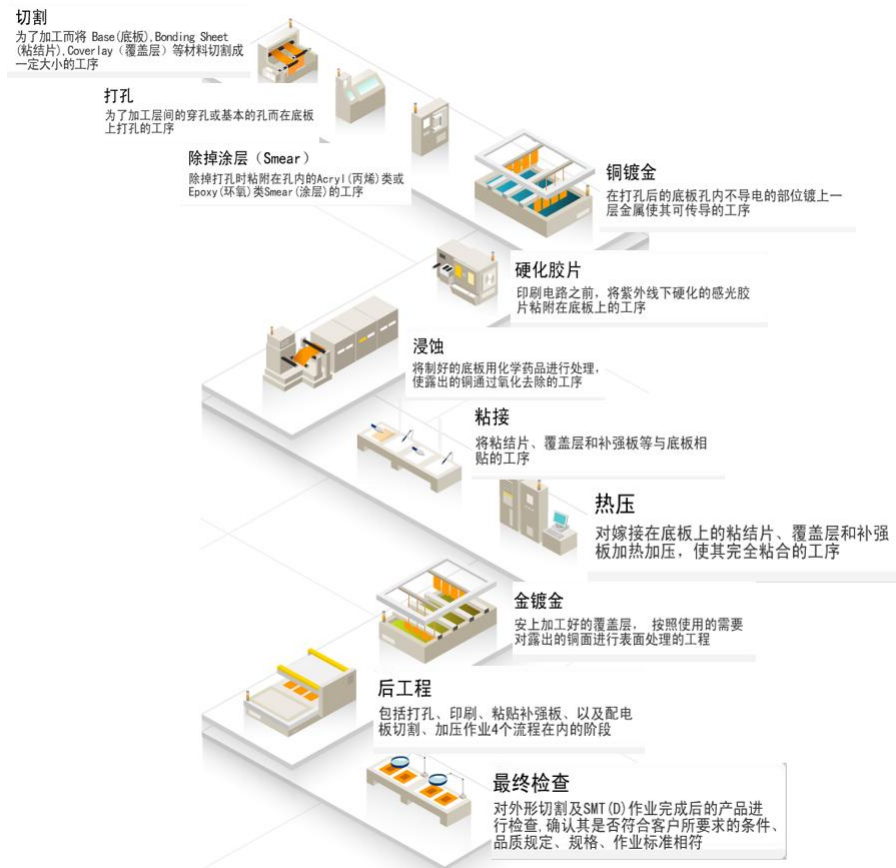 切割
为了加工而将 Base(底板),Bonding Sheet
(粘结片),Coverlay（覆盖层）等材料切割成
一定大小的工序
打孔
为了加工层间的穿孔或基本的孔而在底板
上打孔的工序
除掉涂层（Smear）
除掉打孔时粘附在孔内的Acryl(丙烯)类或
Epoxy(环氧)类Smear(涂层)的工序
铜镀金
在打孔后的底板孔内不导电的部位镀上一
层金属使其可传导的工序
硬化胶片
印刷电路之前，将紫外线下硬化的感光胶
片粘附在底板上的工序
浸蚀
将制好的底板用化学药品进行处理，
使露出的铜通过氧化去除的工序
粘接
将粘结片、覆盖层和补强板等与底板相
贴的工序
热压
对嫁接在底板上的粘结片、覆盖层和补强
板加热加压，使其完全粘合的工序
金镀金
安上加工好的覆盖层， 按照使用的需要
对露出的铜面进行表面处理的工程
后工程
包括打孔、印刷、粘贴补强板、以及配电
板切割、加压作业4个流程在内的阶段
最终检查
对外形切割及SMT(D)作业完成后的产品进
行检查,确认其是否符合客户所要求的条件、
品质规定、规格、作业标准相符